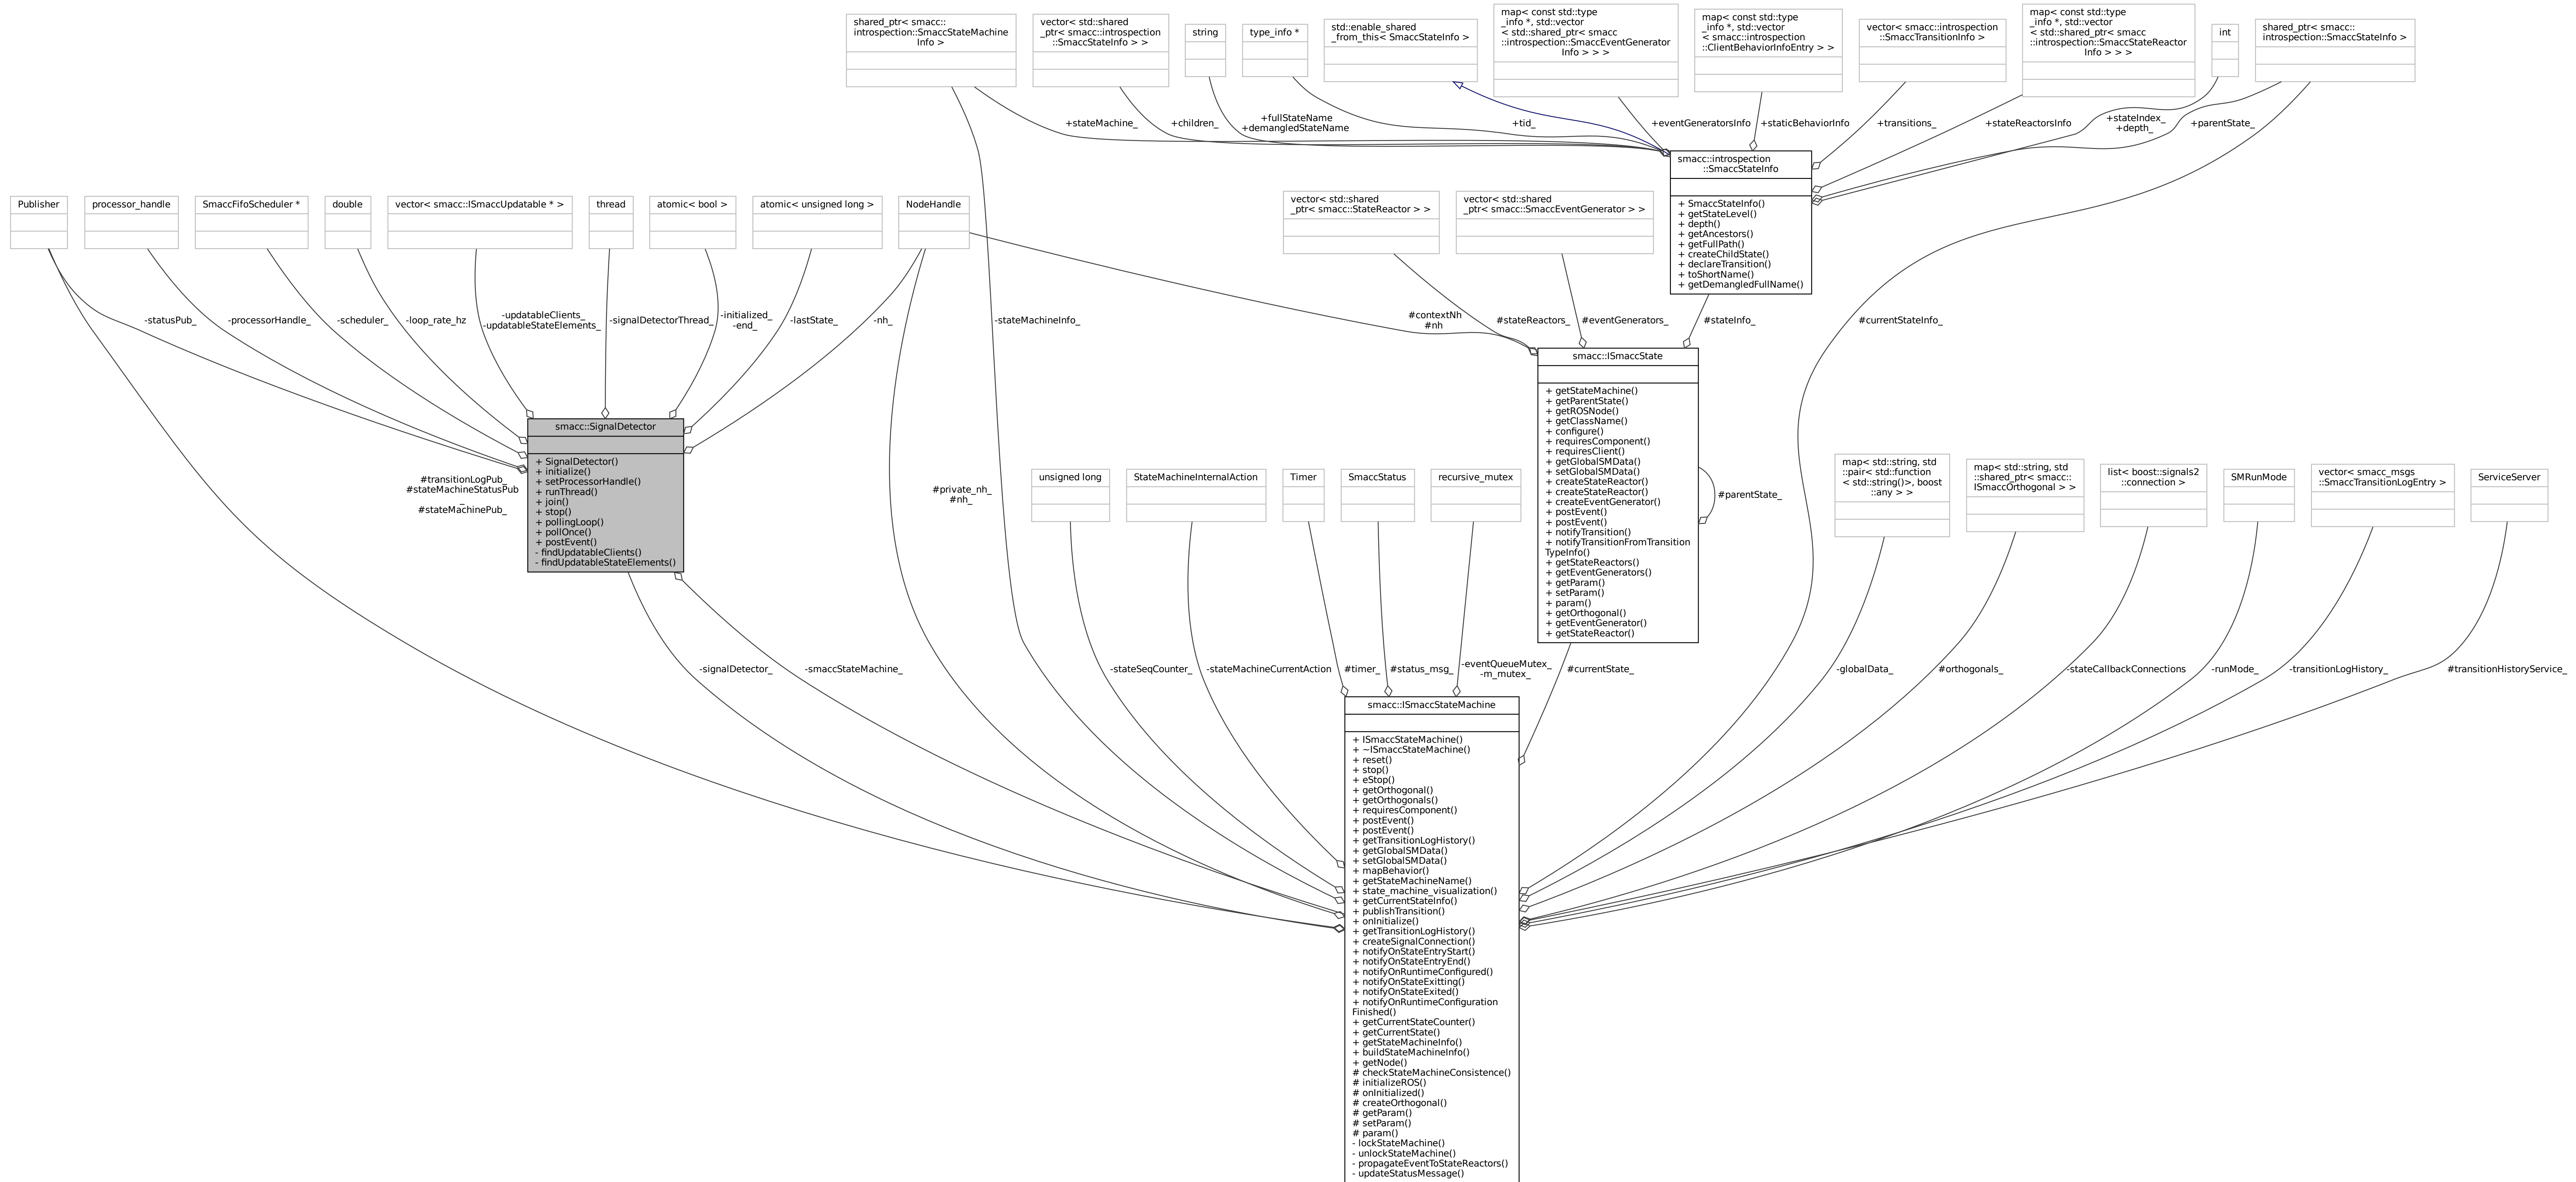 shared_ptr< smacc::
introspection::SmaccStateMachine
Info >
vector< std::shared
_ptr< smacc::introspection
::SmaccStateInfo > >
string
type_info *
std::enable_shared
_from_this< SmaccStateInfo >
map< const std::type
_info *, std::vector
< std::shared_ptr< smacc
::introspection::SmaccEventGenerator
Info > > >
map< const std::type
_info *, std::vector
< smacc::introspection
::ClientBehaviorInfoEntry > >
vector< smacc::introspection
::SmaccTransitionInfo >
map< const std::type
_info *, std::vector
< std::shared_ptr< smacc
::introspection::SmaccStateReactor
Info > > >
int
shared_ptr< smacc::
introspection::SmaccStateInfo >
+stateMachine_
+children_
+fullStateName
+demangledStateName
+tid_
+eventGeneratorsInfo
+staticBehaviorInfo
+transitions_
+stateReactorsInfo
+stateIndex_
+depth_
+parentState_
smacc::introspection
::SmaccStateInfo
+ SmaccStateInfo()
+ getStateLevel()
+ depth()
+ getAncestors()
+ getFullPath()
+ createChildState()
+ declareTransition()
+ toShortName()
+ getDemangledFullName()
Publisher
processor_handle
SmaccFifoScheduler *
double
vector< smacc::ISmaccUpdatable * >
thread
atomic< bool >
atomic< unsigned long >
NodeHandle
vector< std::shared
_ptr< smacc::StateReactor > >
vector< std::shared
_ptr< smacc::SmaccEventGenerator > >
-statusPub_
-processorHandle_
-scheduler_
-loop_rate_hz
-updatableClients_
-updatableStateElements_
-signalDetectorThread_
-initialized_
-end_
-lastState_
-nh_
-stateMachineInfo_
#contextNh
#nh
#stateReactors_
#eventGenerators_
#stateInfo_
#currentStateInfo_
smacc::ISmaccState
+ getStateMachine()
+ getParentState()
+ getROSNode()
+ getClassName()
+ configure()
+ requiresComponent()
+ requiresClient()
+ getGlobalSMData()
+ setGlobalSMData()
+ createStateReactor()
+ createStateReactor()
+ createEventGenerator()
+ postEvent()
+ postEvent()
+ notifyTransition()
+ notifyTransitionFromTransition
TypeInfo()
+ getStateReactors()
+ getEventGenerators()
+ getParam()
+ setParam()
+ param()
+ getOrthogonal()
+ getEventGenerator()
+ getStateReactor()
#parentState_
smacc::SignalDetector
+ SignalDetector()
+ initialize()
+ setProcessorHandle()
+ runThread()
+ join()
+ stop()
+ pollingLoop()
+ pollOnce()
+ postEvent()
- findUpdatableClients()
- findUpdatableStateElements()
#transitionLogPub_
#stateMachineStatusPub
_
#stateMachinePub_
#private_nh_
#nh_
unsigned long
StateMachineInternalAction
Timer
SmaccStatus
recursive_mutex
map< std::string, std
::pair< std::function
< std::string()>, boost
::any > >
map< std::string, std
::shared_ptr< smacc::
ISmaccOrthogonal > >
list< boost::signals2
::connection >
SMRunMode
vector< smacc_msgs
::SmaccTransitionLogEntry >
ServiceServer
-signalDetector_
-smaccStateMachine_
-stateSeqCounter_
-stateMachineCurrentAction
#timer_
#status_msg_
-eventQueueMutex_
-m_mutex_
#currentState_
-globalData_
#orthogonals_
-stateCallbackConnections
-runMode_
-transitionLogHistory_
#transitionHistoryService_
smacc::ISmaccStateMachine
+ ISmaccStateMachine()
+ ~ISmaccStateMachine()
+ reset()
+ stop()
+ eStop()
+ getOrthogonal()
+ getOrthogonals()
+ requiresComponent()
+ postEvent()
+ postEvent()
+ getTransitionLogHistory()
+ getGlobalSMData()
+ setGlobalSMData()
+ mapBehavior()
+ getStateMachineName()
+ state_machine_visualization()
+ getCurrentStateInfo()
+ publishTransition()
+ onInitialize()
+ getTransitionLogHistory()
+ createSignalConnection()
+ notifyOnStateEntryStart()
+ notifyOnStateEntryEnd()
+ notifyOnRuntimeConfigured()
+ notifyOnStateExitting()
+ notifyOnStateExited()
+ notifyOnRuntimeConfiguration
Finished()
+ getCurrentStateCounter()
+ getCurrentState()
+ getStateMachineInfo()
+ buildStateMachineInfo()
+ getNode()
# checkStateMachineConsistence()
# initializeROS()
# onInitialized()
# createOrthogonal()
# getParam()
# setParam()
# param()
- lockStateMachine()
- unlockStateMachine()
- propagateEventToStateReactors()
- updateStatusMessage()